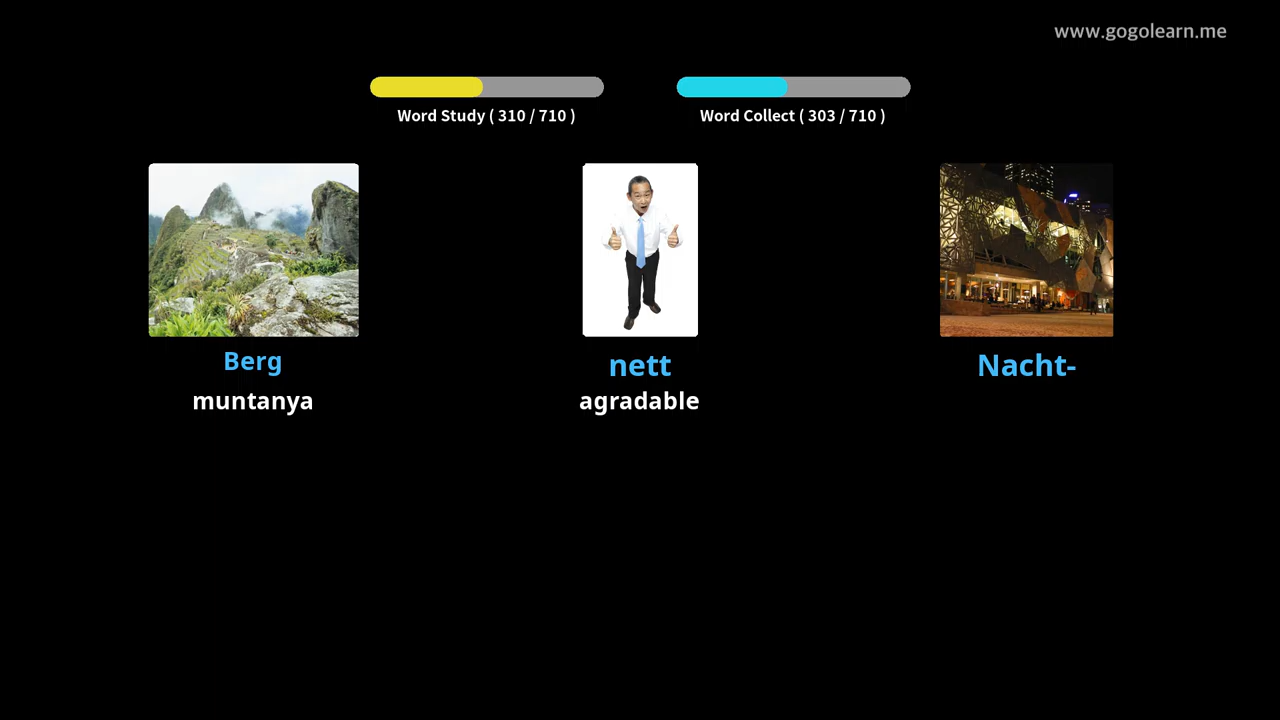 www.gogolearn.me
Word Study ( 310 / 710 )
Word Collect ( 303 / 710 )
Berg
muntanya
nett
agradable
Nacht-